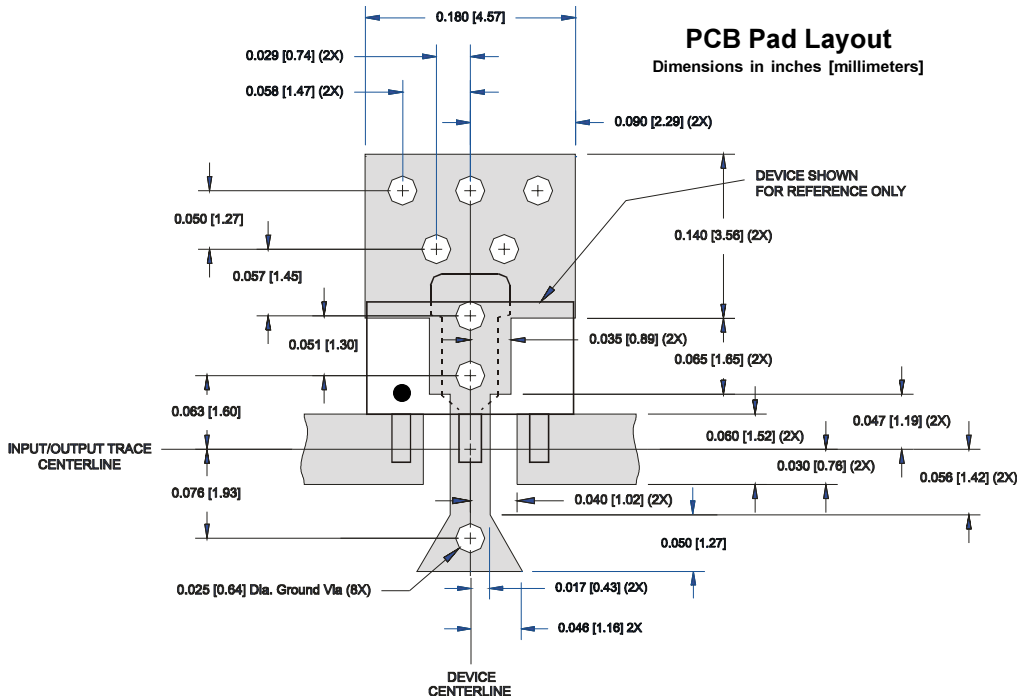 0.180 [4.57]
PCB Pad Layout
Dimensions in inches [millimeters]
0.029 [0.74] (2X)
0.058 [1.47] (2X)
0.090 [2.29] (2X)
DEVICE SHOWN
FOR REFERENCE ONLY
0.050 [1.27]
0.140 [3.56] (2X)
0.057 [1.45]
0.051 [1.30]
0.035 [0.89] (2X)
0.065 [1.65] (2X)
0.063 [1.60]
0.047 [1.19] (2X)
0.060 [1.52] (2X)
INPUT/OUTPUT TRACE
CENTERLINE
0.030 [0.76] (2X)
0.056 [1.42] (2X)
0.076 [1.93]
0.040 [1.02] (2X)
0.050 [1.27]
0.025 [0.64] Dia. Ground Via (8X)
0.017 [0.43] (2X)
0.046 [1.16] 2X
DEVICE
CENTERLINE